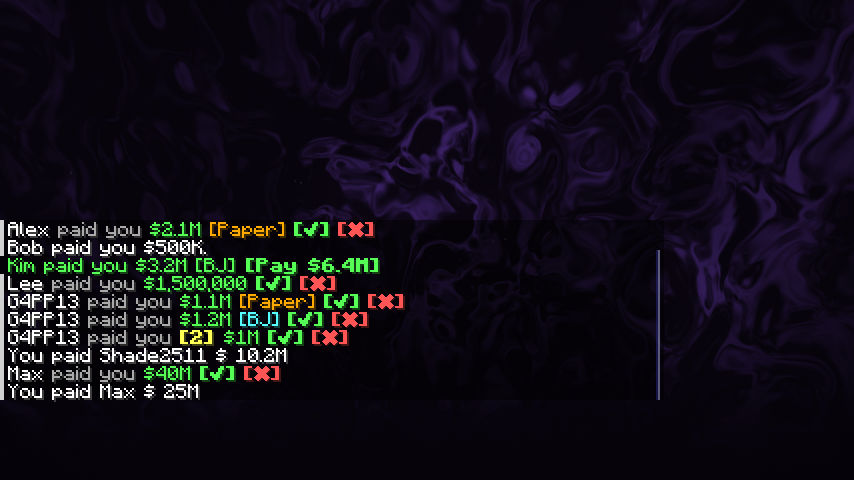 Alex paid you $2.1M [Paper] [✔] [✖]
Bob paid you $500K.
Kim paid you $3.2M [BJ] [Pay $6.4M]
Lee paid you $1,500,000 [✔] [✖]
G4PP13 paid you $1.1M [Paper] [✔] [✖]
G4PP13 paid you $1.2M [BJ] [✔] [✖]
G4PP13 paid you [2] $1M [✔] [✖]
You paid Shade2511 $ 10.2M
Max paid you $40M [✔] [✖]
You paid Max $ 25M